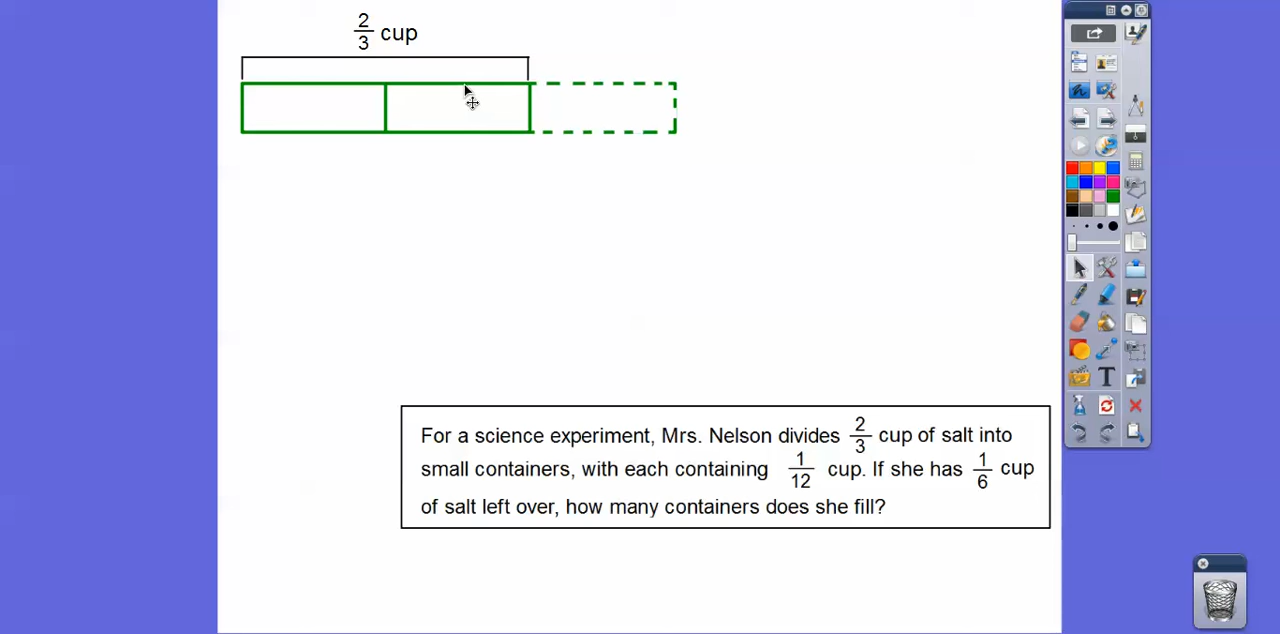 2/3 cup
For a science experiment, Mrs. Nelson divides 2/3 cup of salt into
small containers, with each containing 1/12 cup. If she has 1/6 cup
of salt left over, how many containers does she fill?
T